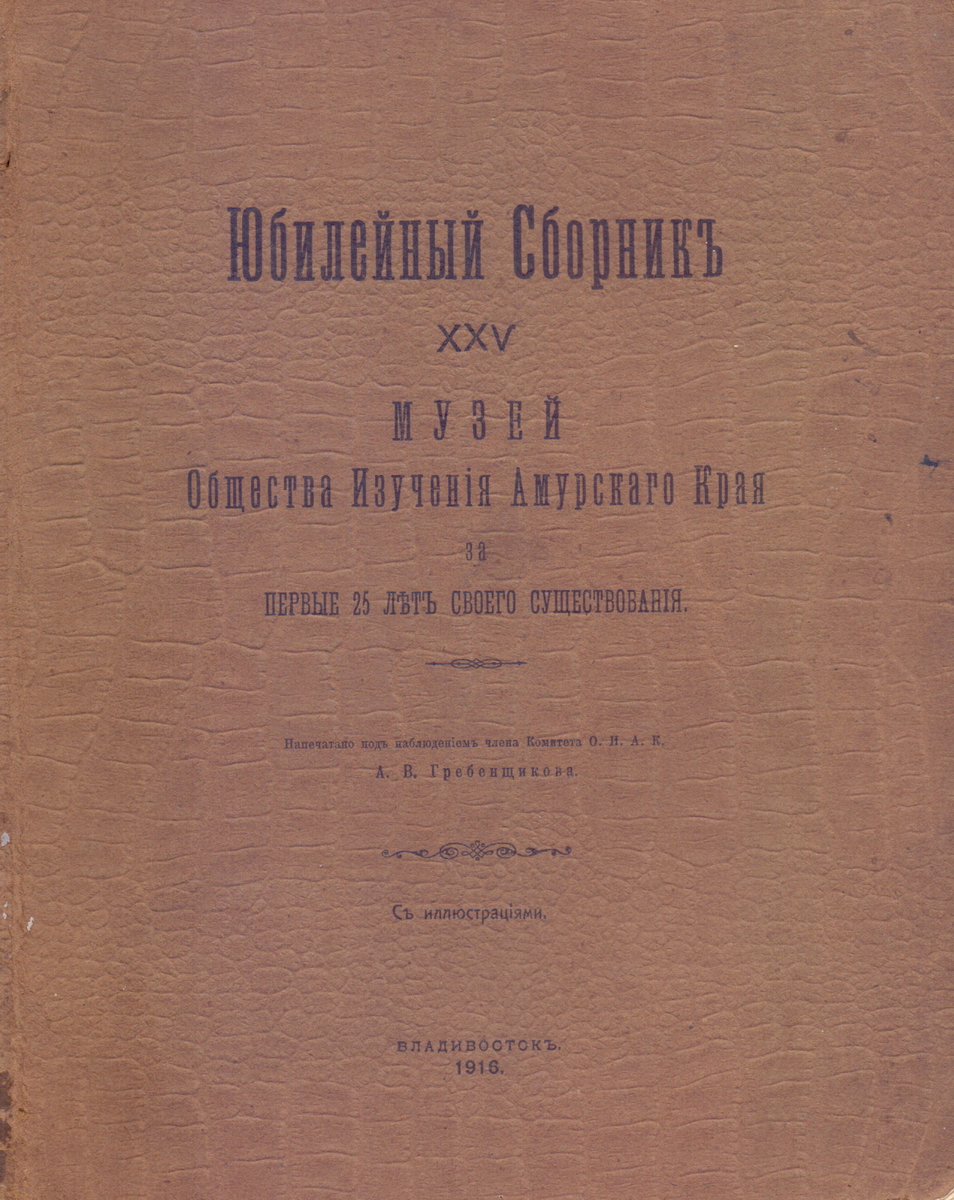 Юбилейный Сборникъ
XXV
МУЗЕЙ
Общества Изученія Амурскаго Края
за
ПЕРВЫЕ 25 ЛѢТЪ СВОЕГО СУЩЕСТВОВАНІЯ.
Напечатано подъ наблюденіемъ члена Комитета О. И. А. К.
А. В. Гребенщикова.
Съ иллюстраціями.
ВЛАДИВОСТОКЪ.
1916.